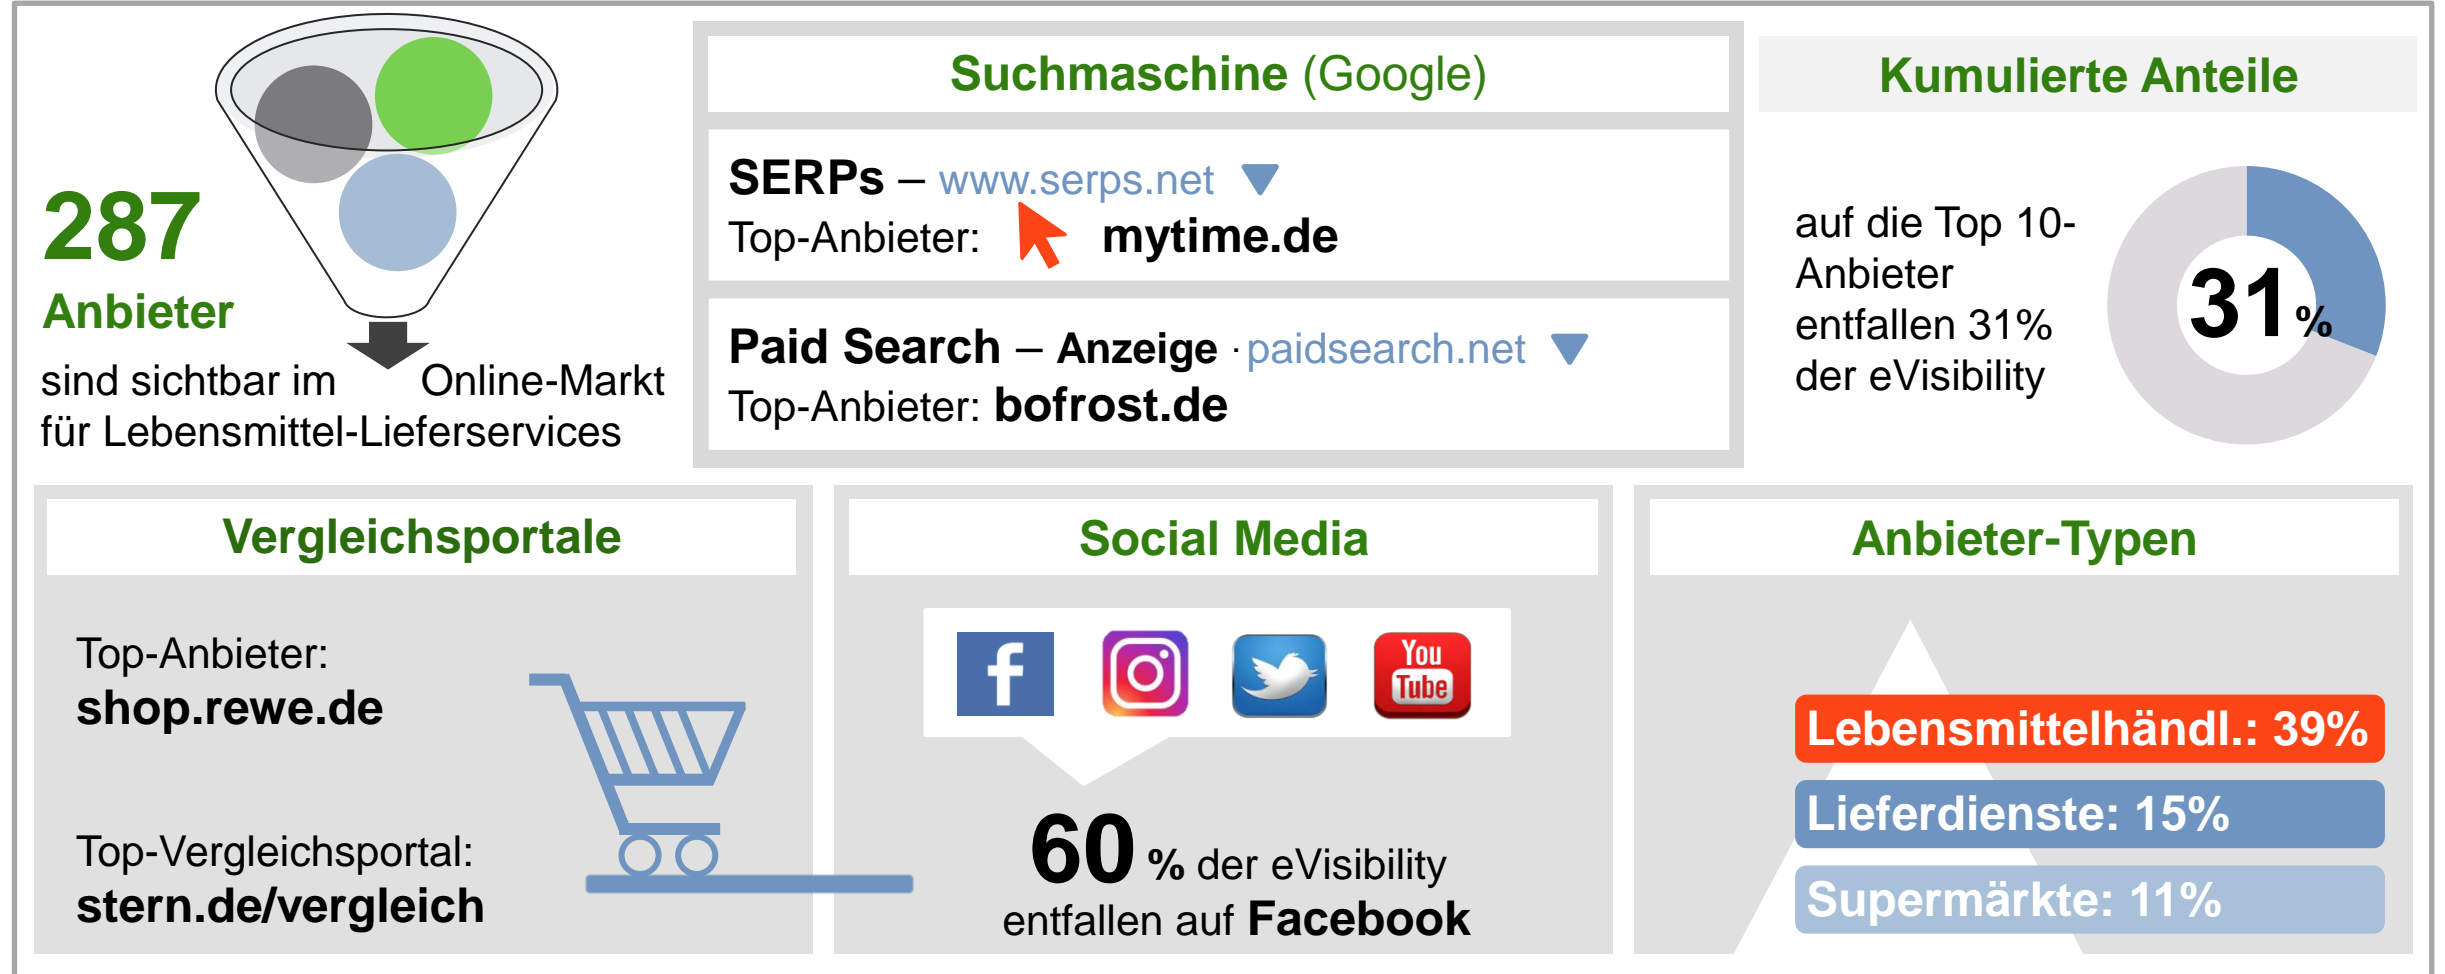 287
Anbieter
sind sichtbar im Online-Markt
für Lebensmittel-Lieferservices
Suchmaschine (Google)
SERPs – www.serps.net
Top-Anbieter: mytime.de
Paid Search – Anzeige · paidsearch.net
Top-Anbieter: bofrost.de
Kumulierte Anteile
auf die Top 10-
Anbieter
entfallen 31%
der eVisibility
31%
Vergleichsportale
Top-Anbieter:
shop.rewe.de
Top-Vergleichsportal:
stern.de/vergleich
Social Media
f
You
Tube
60 % der eVisibility
entfallen auf Facebook
Anbieter-Typen
Lebensmittelhändl.: 39%
Lieferdienste: 15%
Supermärkte: 11%